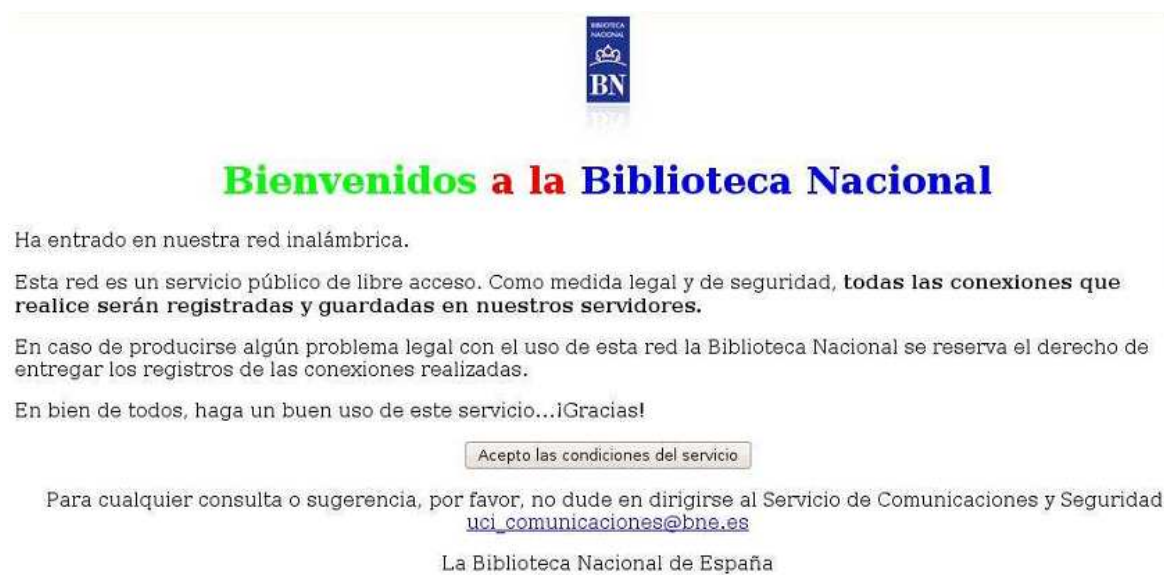 BIBLIOTECA
NACIONAL
BN
Bienvenidos a la Biblioteca Nacional
Ha entrado en nuestra red inalámbrica.
Esta red es un servicio público de libre acceso. Como medida legal y de seguridad, todas las conexiones que
realice serán registradas y guardadas en nuestros servidores.
En caso de producirse algún problema legal con el uso de esta red la Biblioteca Nacional se reserva el derecho de
entregar los registros de las conexiones realizadas.
En bien de todos, haga un buen uso de este servicio...¡Gracias!
Acepto las condiciones del servicio
Para cualquier consulta o sugerencia, por favor, no dude en dirigirse al Servicio de Comunicaciones y Seguridad
uci_comunicaciones@bne.es
La Biblioteca Nacional de España